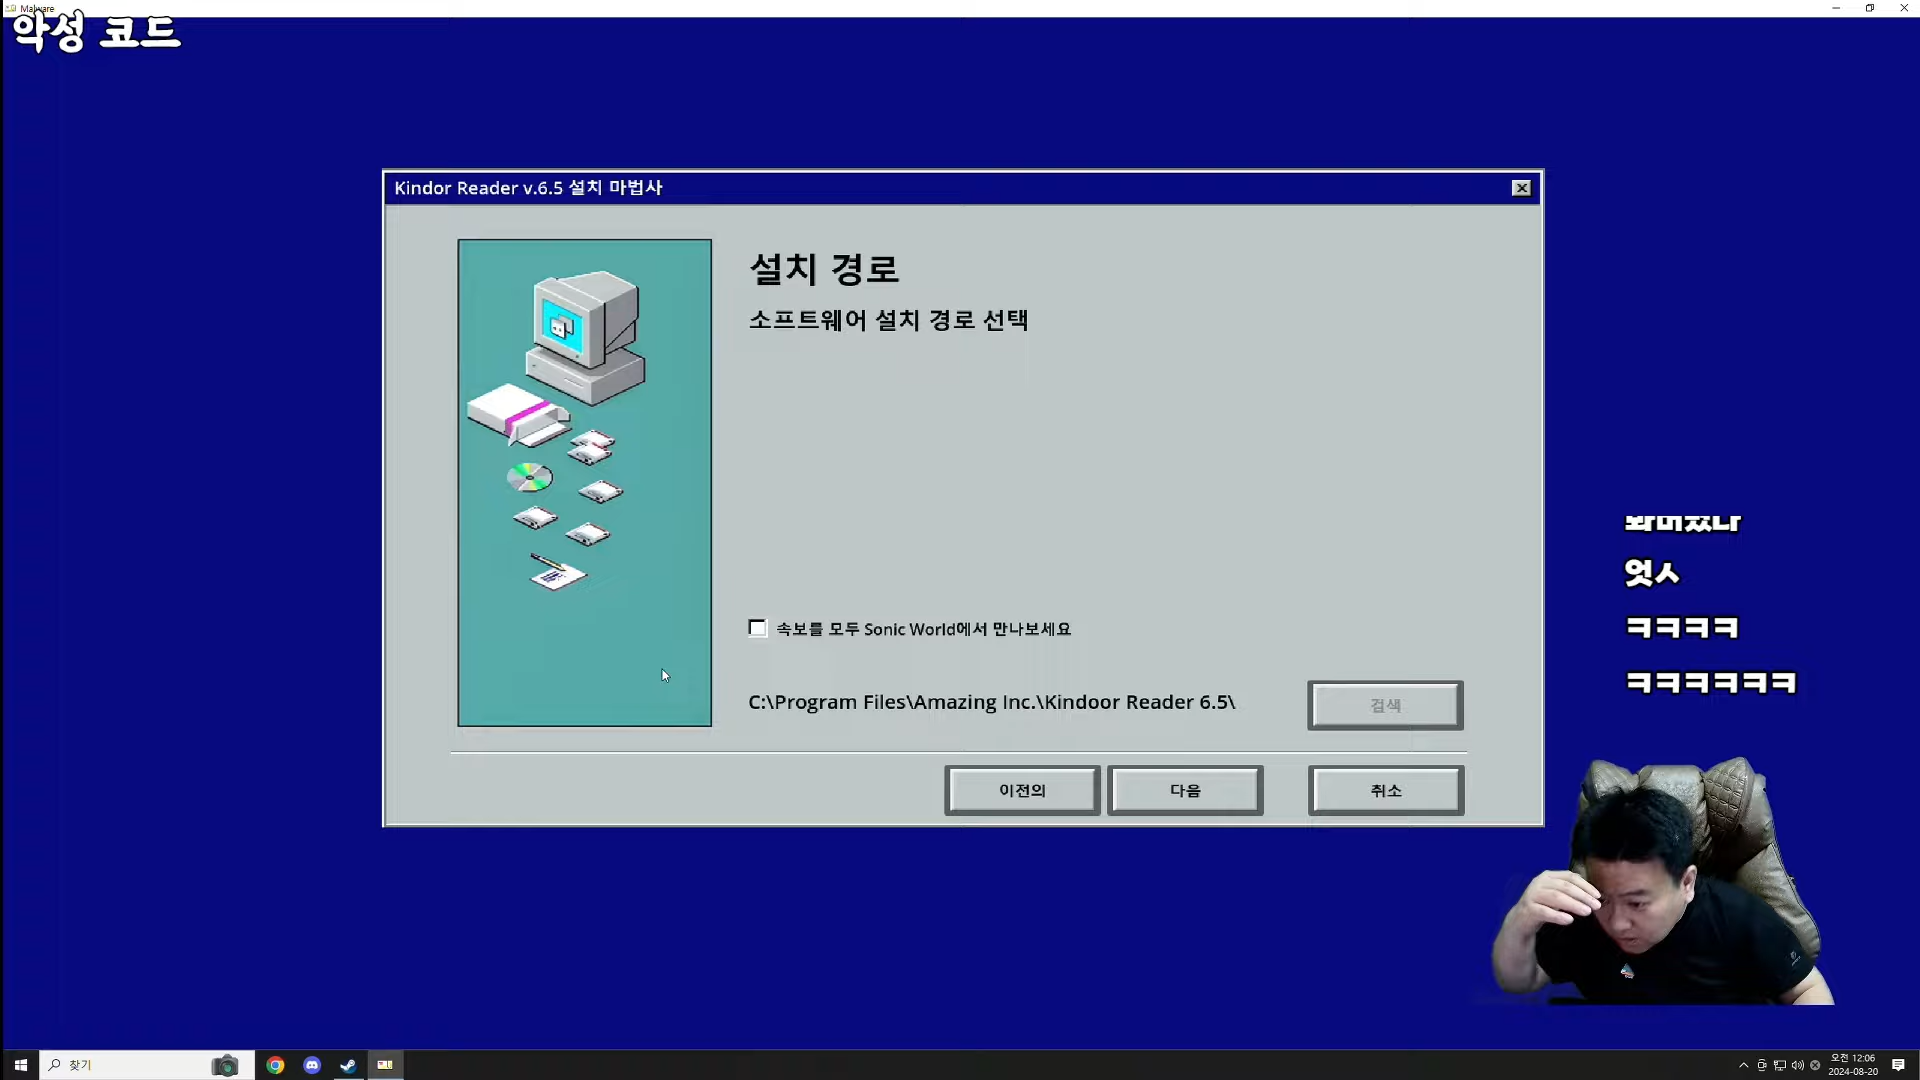 Malware
악성 코드
Kindor Reader v.6.5 설치 마법사
설치 경로
소프트웨어 설치 경로 선택
엇ㅅ
ㅋㅋㅋㅋ
속보를 모두 Sonic World에서 만나보세요
ㅋㅋㅋㅋㅋㅋ
C:\Program Files\Amazing Inc.\Kindoor Reader 6.5\
검색
이전의
다음
취소
찾기
오전 12:06
2024-08-20